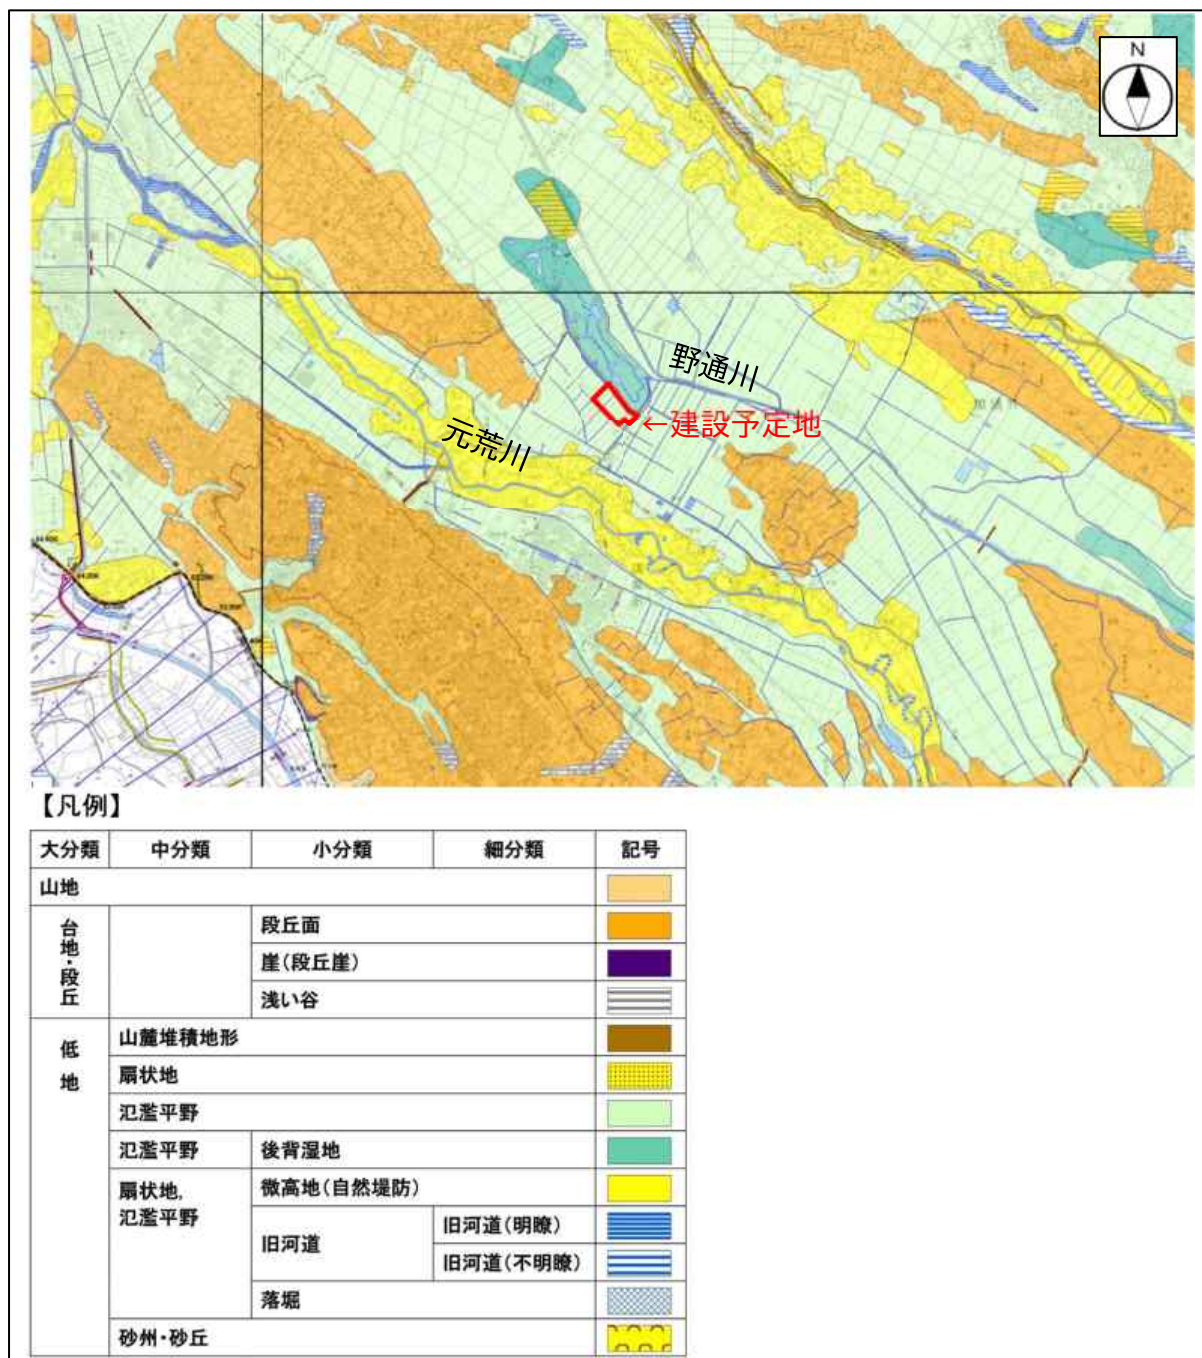 N
野通川
←建設予定地
元荒川
【凡例】
大分類 中分類 小分類 細分類 記号
山地
台地・段丘
段丘面
崖(段丘崖)
浅い谷
低地
山麓堆積地形
扇状地
氾濫平野
氾濫平野 後背湿地
扇状地,
氾濫平野
微高地(自然堤防)
旧河道
旧河道(明瞭)
旧河道(不明瞭)
落堀
砂州・砂丘